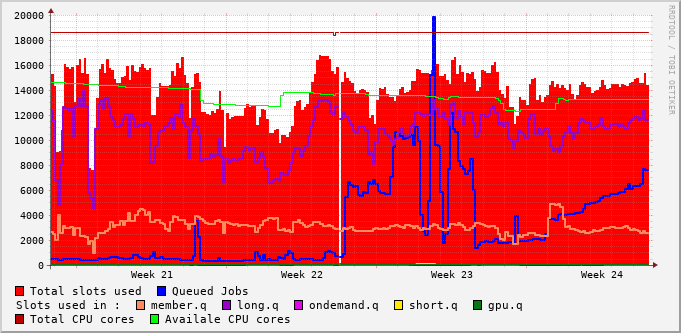 20000
18000
16000
14000
12000
10000
8000
6000
4000
2000
0
Week 21 Week 22 Week 23 Week 24
Total slots used Queued Jobs
Slots used in : member.q long.q ondemand.q short.q gpu.q
Total CPU cores Availale CPU cores
RRDTOOL / TOBI OETIKER